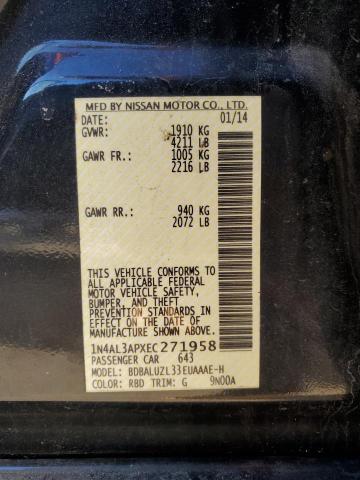 MFD BY NISSAN MOTOR CO., LTD.
DATE: 01/14
GVWR: 1910 KG
4211 LB
GAWR FR: 1005 KG
2216 LB
GAWR RR: 940 KG
2072 LB
THIS VEHICLE CONFORMS TO
ALL APPLICABLE FEDERAL
MOTOR VEHICLE SAFETY,
BUMPER, AND THEFT
PREVENTION STANDARDS
IN EFFECT ON THE DATE OF
MANUFACTURE SHOWN ABOVE.
1N4AL3APXEC271958
PASSENGER CAR 643
MODEL: BDBALUZL33EUAAAE-H
COLOR: RBD TRIM: G 9N00A